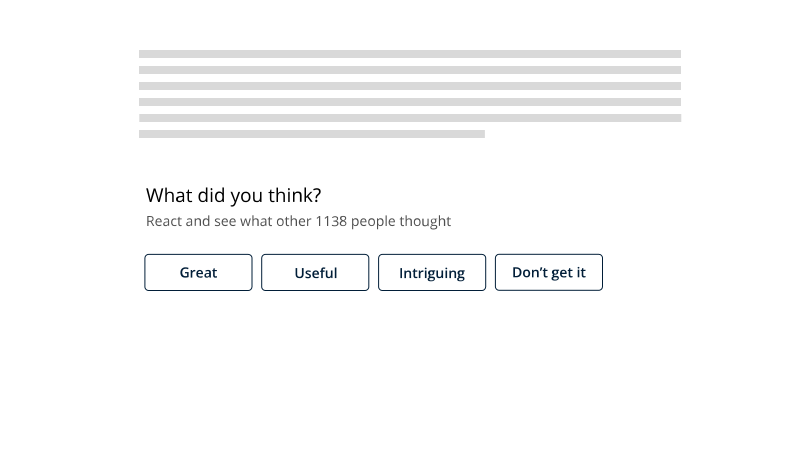 What did you think?
React and see what other 1138 people thought
Great Useful Intriguing Don’t get it